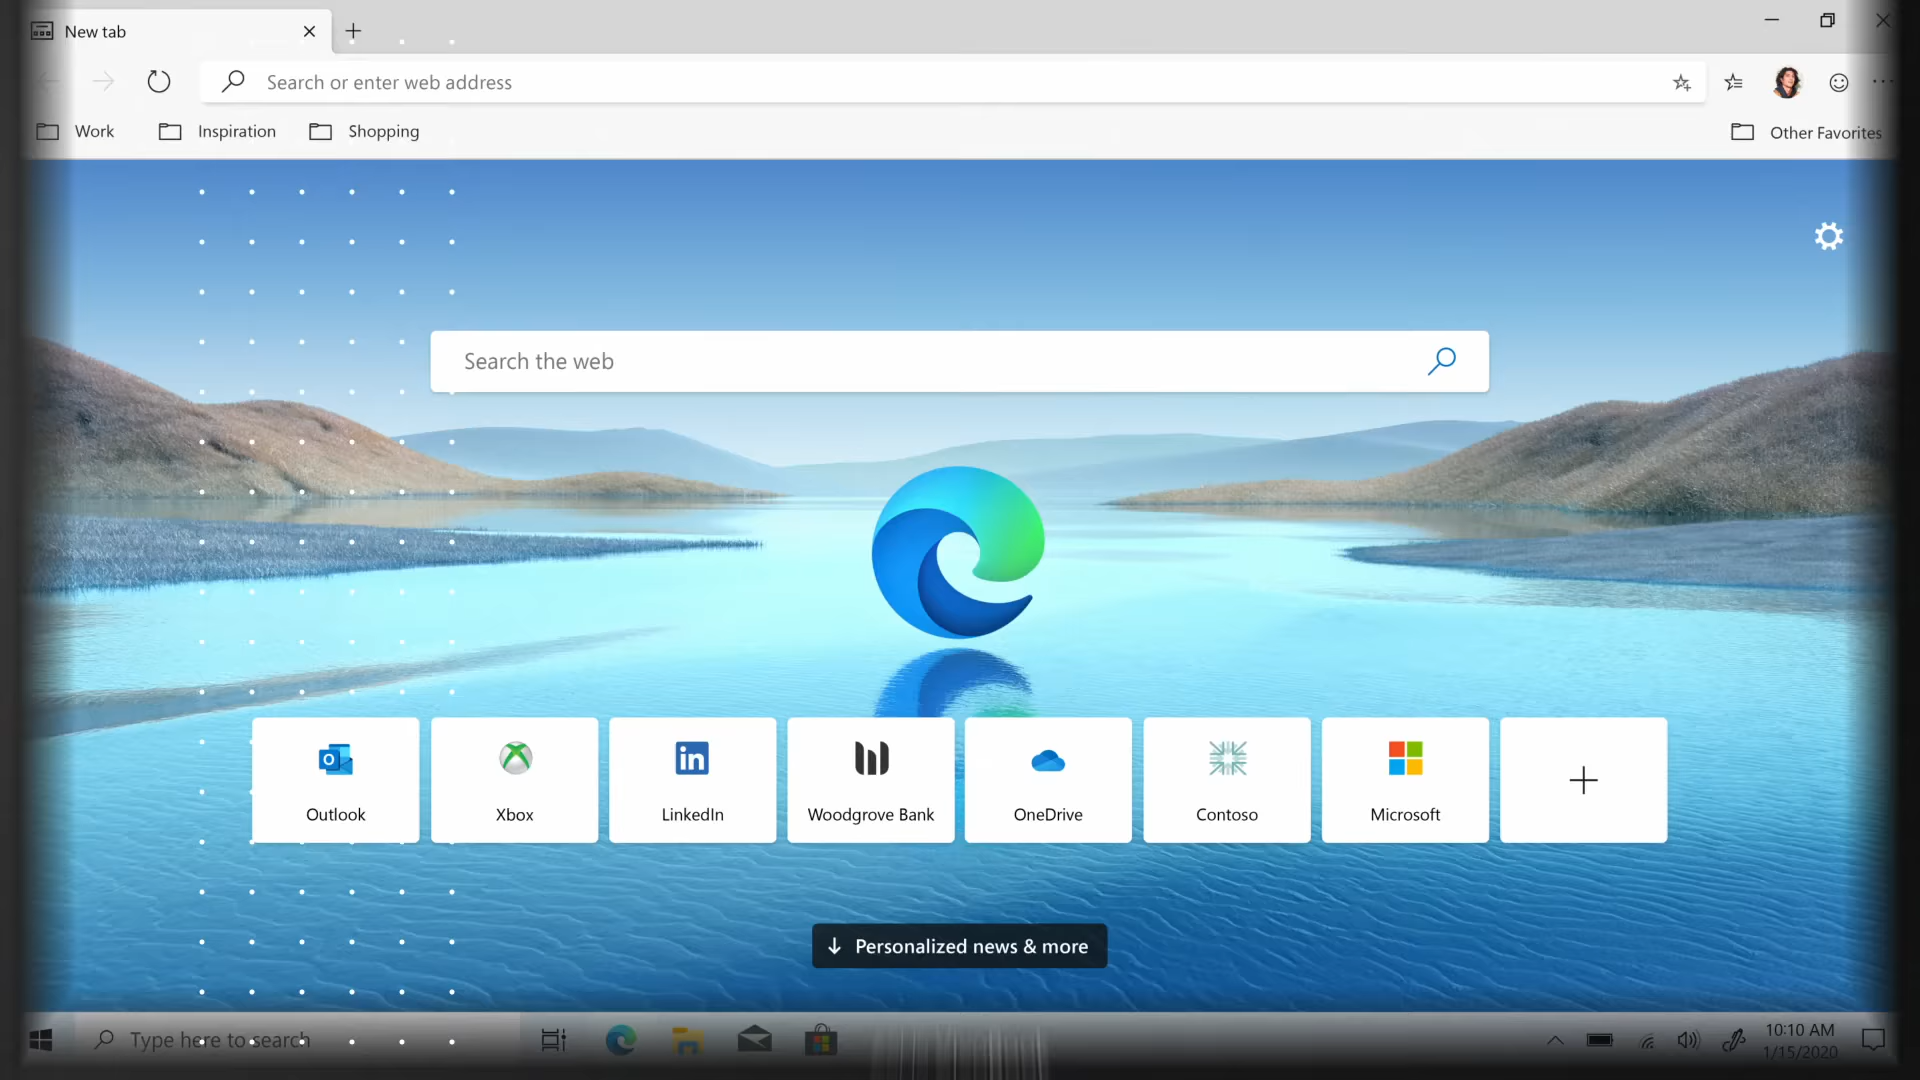 New tab
Search or enter web address
Work Inspiration Shopping Other Favorites
Search the web
Outlook Xbox LinkedIn Woodgrove Bank OneDrive Contoso Microsoft
Personalized news & more
Type here to search
10:10 AM
1/15/2020